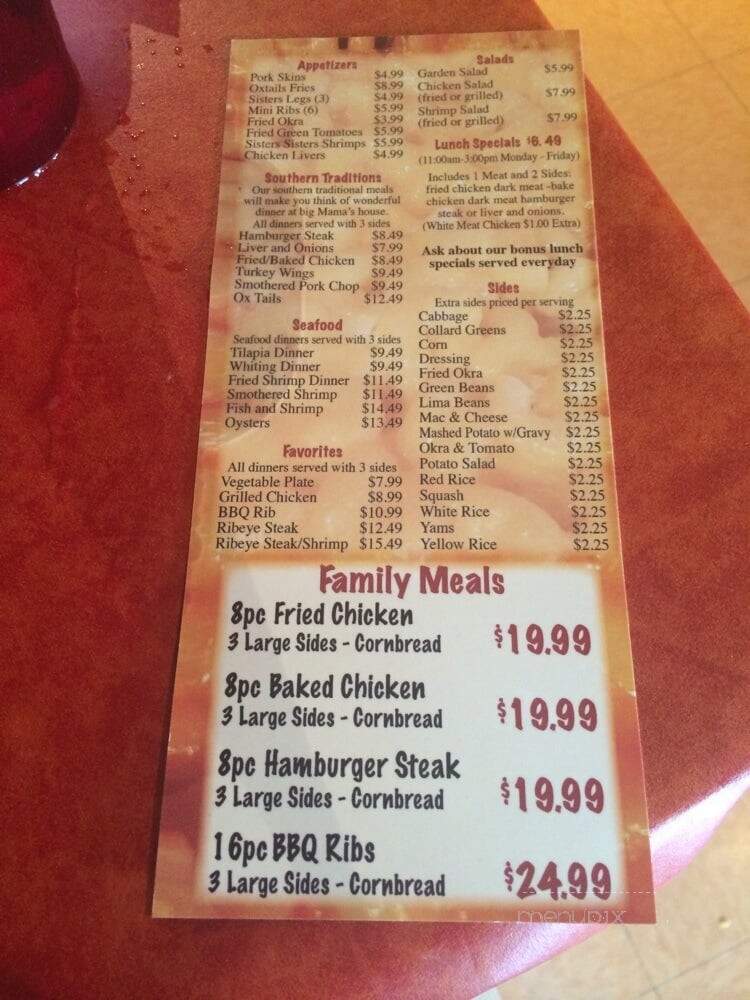 Appetizers
Pork Skins $4.99
Oxtails Fries $8.99
Sisters Legs (3) $4.99
Mini Ribs (6) $5.99
Fried Okra $3.99
Fried Green Tomatoes $5.99
Sisters Sisters Shrimps $5.99
Chicken Livers $4.99
Southern Traditions
Our southern traditional meals
will make you think of wonderful
dinner at big Mama's house.
All dinners served with 3 sides
Hamburger Steak $8.49
Liver and Onions $7.99
Fried/Baked Chicken $8.49
Turkey Wings $9.49
Smothered Pork Chop $9.49
Ox Tails $12.49
Seafood
Seafood dinners served with 3 sides
Tilapia Dinner $9.49
Whiting Dinner $9.49
Fried Shrimp Dinner $11.49
Smothered Shrimp $11.49
Fish and Shrimp $14.49
Oysters $13.49
Favorites
All dinners served with 3 sides
Vegetable Plate $7.99
Grilled Chicken $8.99
BBQ Rib $10.99
Ribeye Steak $12.49
Ribeye Steak/Shrimp $15.49
Salads
Garden Salad $5.99
Chicken Salad
(fried or grilled) $7.99
Shrimp Salad
(fried or grilled) $7.99
Lunch Specials $6.49
(11:00am-3:00pm Monday - Friday)
Includes 1 Meat and 2 Sides:
fried chicken dark meat -bake
chicken dark meat hamburger
steak or liver and onions.
(White Meat Chicken $1.00 Extra)
Ask about our bonus lunch
specials served everyday
Sides
Extra sides priced per serving
Cabbage $2.25
Collard Greens $2.25
Corn $2.25
Dressing $2.25
Fried Okra $2.25
Green Beans $2.25
Lima Beans $2.25
Mac & Cheese $2.25
Mashed Potato w/Gravy $2.25
Okra & Tomato $2.25
Potato Salad $2.25
Red Rice $2.25
Squash $2.25
White Rice $2.25
Yams $2.25
Yellow Rice $2.25
Family Meals
8pc Fried Chicken
3 Large Sides - Cornbread $19.99
8pc Baked Chicken
3 Large Sides - Cornbread $19.99
8pc Hamburger Steak
3 Large Sides - Cornbread $19.99
16pc BBQ Ribs
3 Large Sides - Cornbread $24.99
menupix